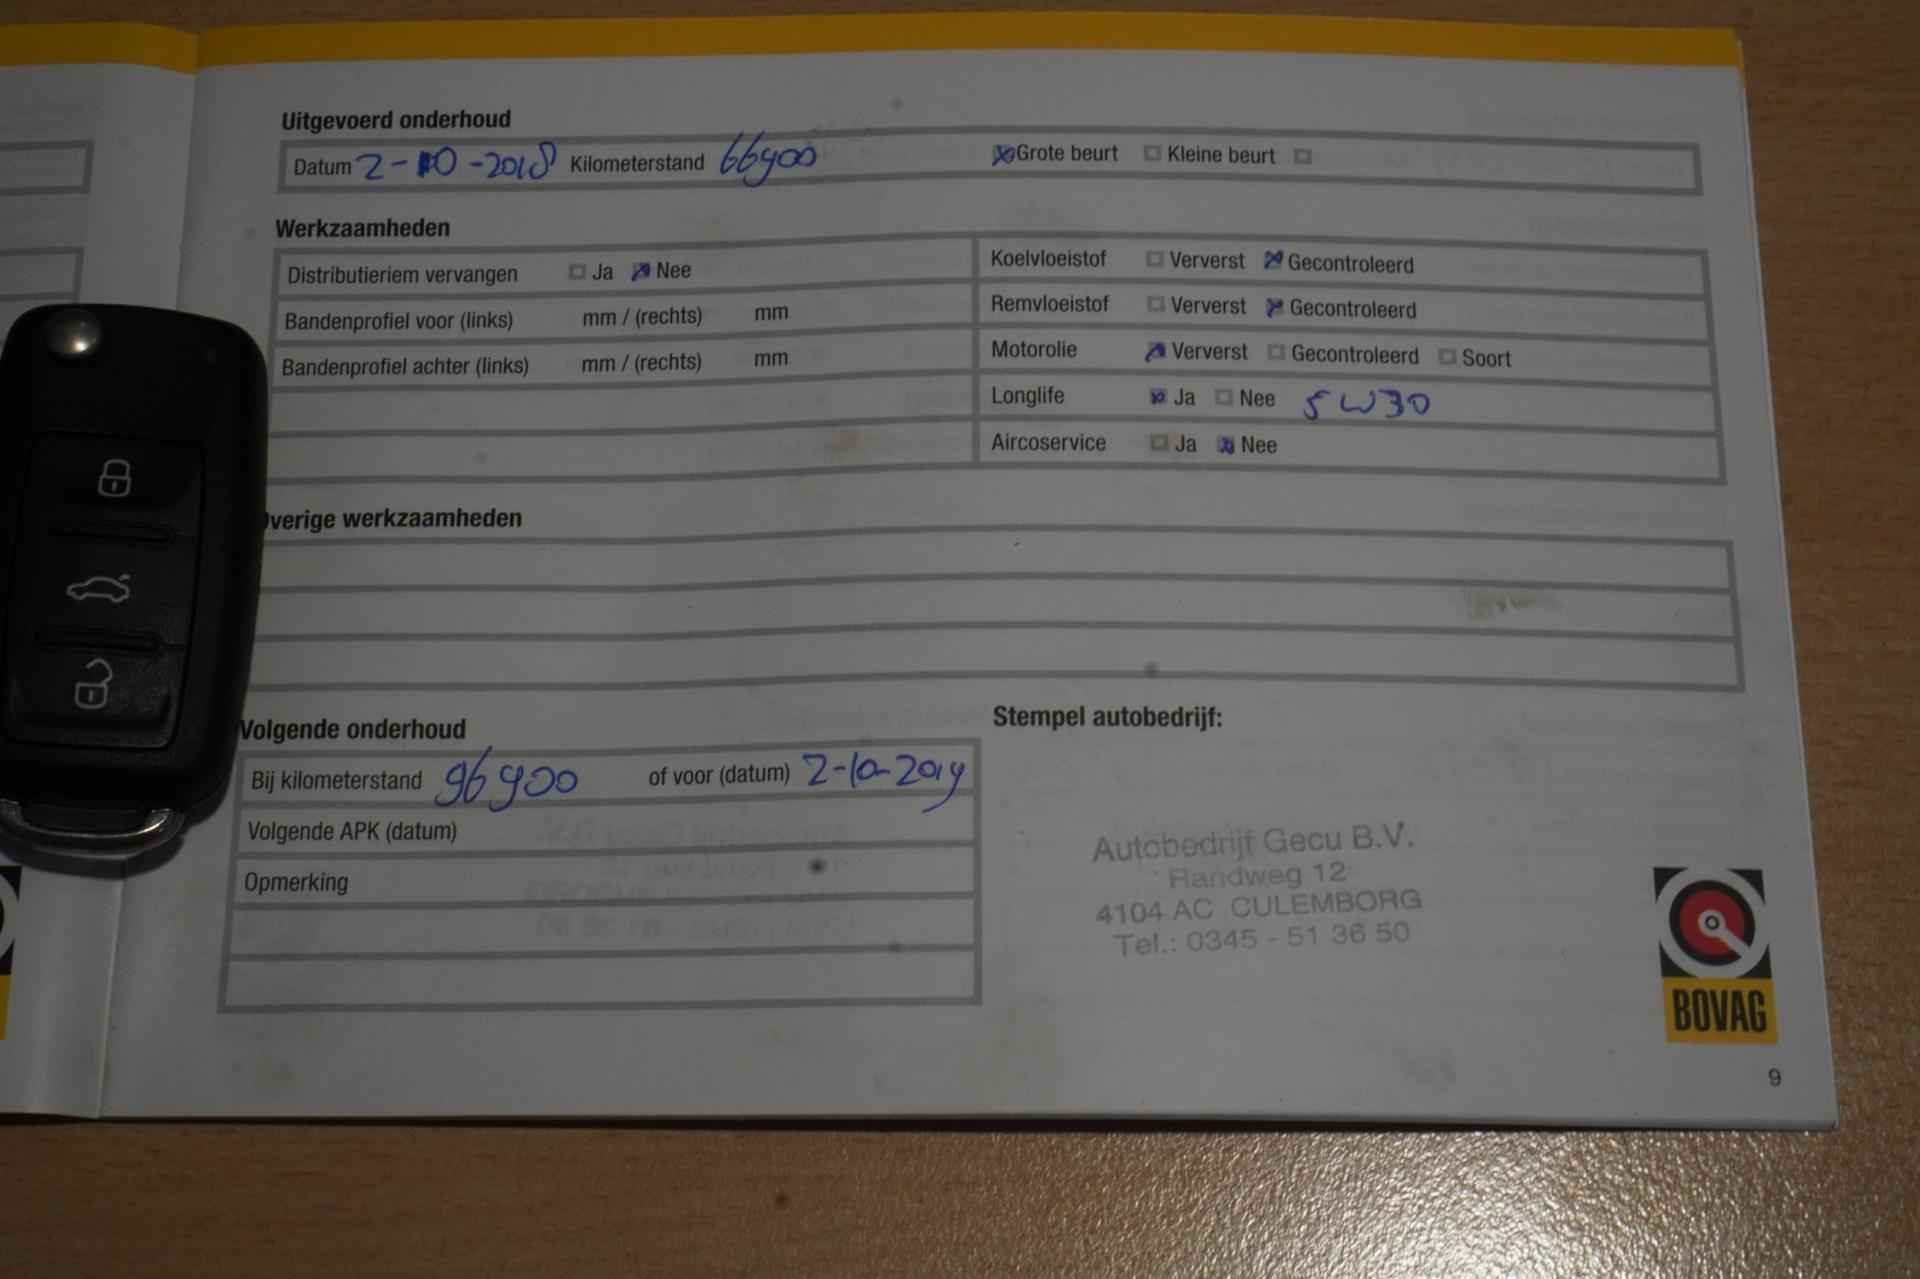 Uitgevoerd onderhoud
Datum 2-10-2018 Kilometerstand 66900 Grote beurt Kleine beurt
Werkzaamheden
Distributieriem vervangen Ja Nee
Bandenprofiel voor (links) mm / (rechts) mm
Bandenprofiel achter (links) mm / (rechts) mm
Koelvloeistof Ververst Gecontroleerd
Remvloeistof Ververst Gecontroleerd
Motorolie Ververst Gecontroleerd Soort
Longlife Ja Nee 5W30
Aircoservice Ja Nee
verige werkzaamheden
Volgende onderhoud
Bij kilometerstand 96900 of voor (datum) 2-10-2019
Volgende APK (datum)
Opmerking
Stempel autobedrijf:
Autobedrijf Gecu B.V.
Randweg 12
4104 AC CULEMBORG
Tel.: 0345 - 51 36 50
BOVAG
9